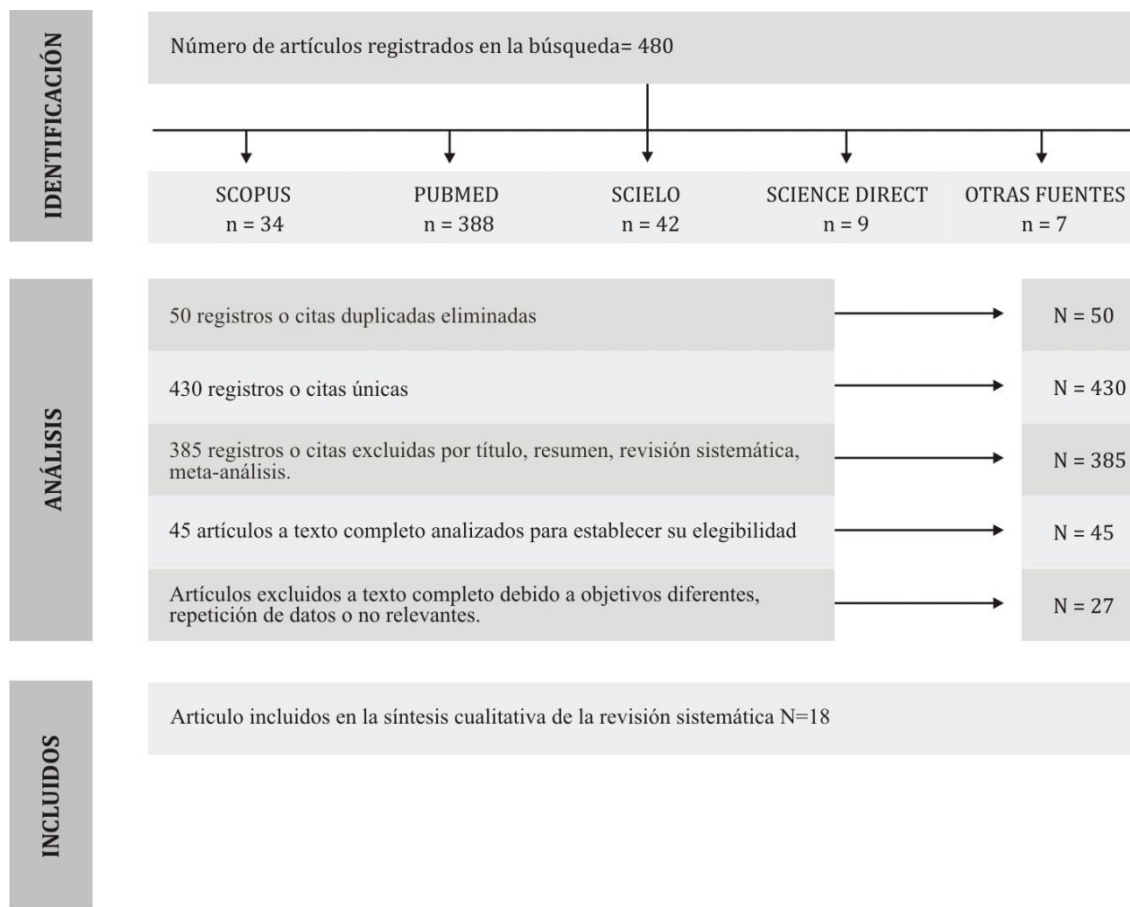 IDENTIFICACIÓN
Número de artículos registrados en la búsqueda= 480
SCOPUS
n = 34
PUBMED
n = 388
SCIELO
n = 42
SCIENCE DIRECT
n = 9
OTRAS FUENTES
n = 7
ANÁLISIS
50 registros o citas duplicadas eliminadas
N = 50
430 registros o citas únicas
N = 430
385 registros o citas excluidas por título, resumen, revisión sistemática,
meta-análisis.
N = 385
45 artículos a texto completo analizados para establecer su elegibilidad
N = 45
Artículos excluidos a texto completo debido a objetivos diferentes,
repetición de datos o no relevantes.
N = 27
INCLUIDOS
Articulo incluidos en la síntesis cualitativa de la revisión sistemática N=18